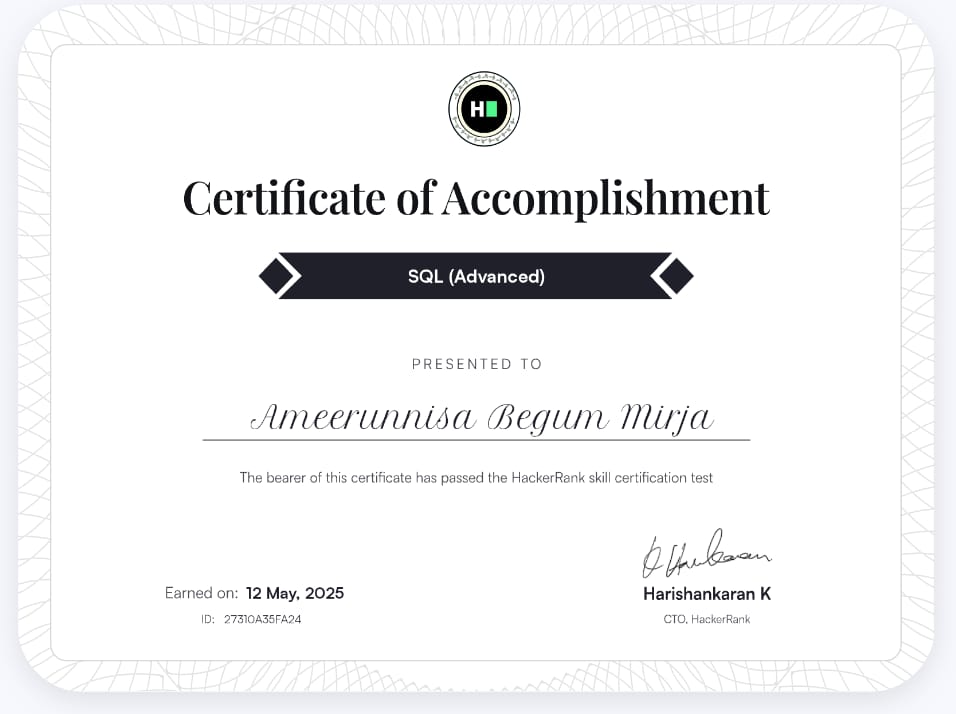 H
Certificate of Accomplishment
SQL (Advanced)
PRESENTED TO
Ameerunnisa Begum Mirja
The bearer of this certificate has passed the HackerRank skill certification test
Earned on: 12 May, 2025
ID: 27310A35FA24
Harishankaran K
CTO, HackerRank